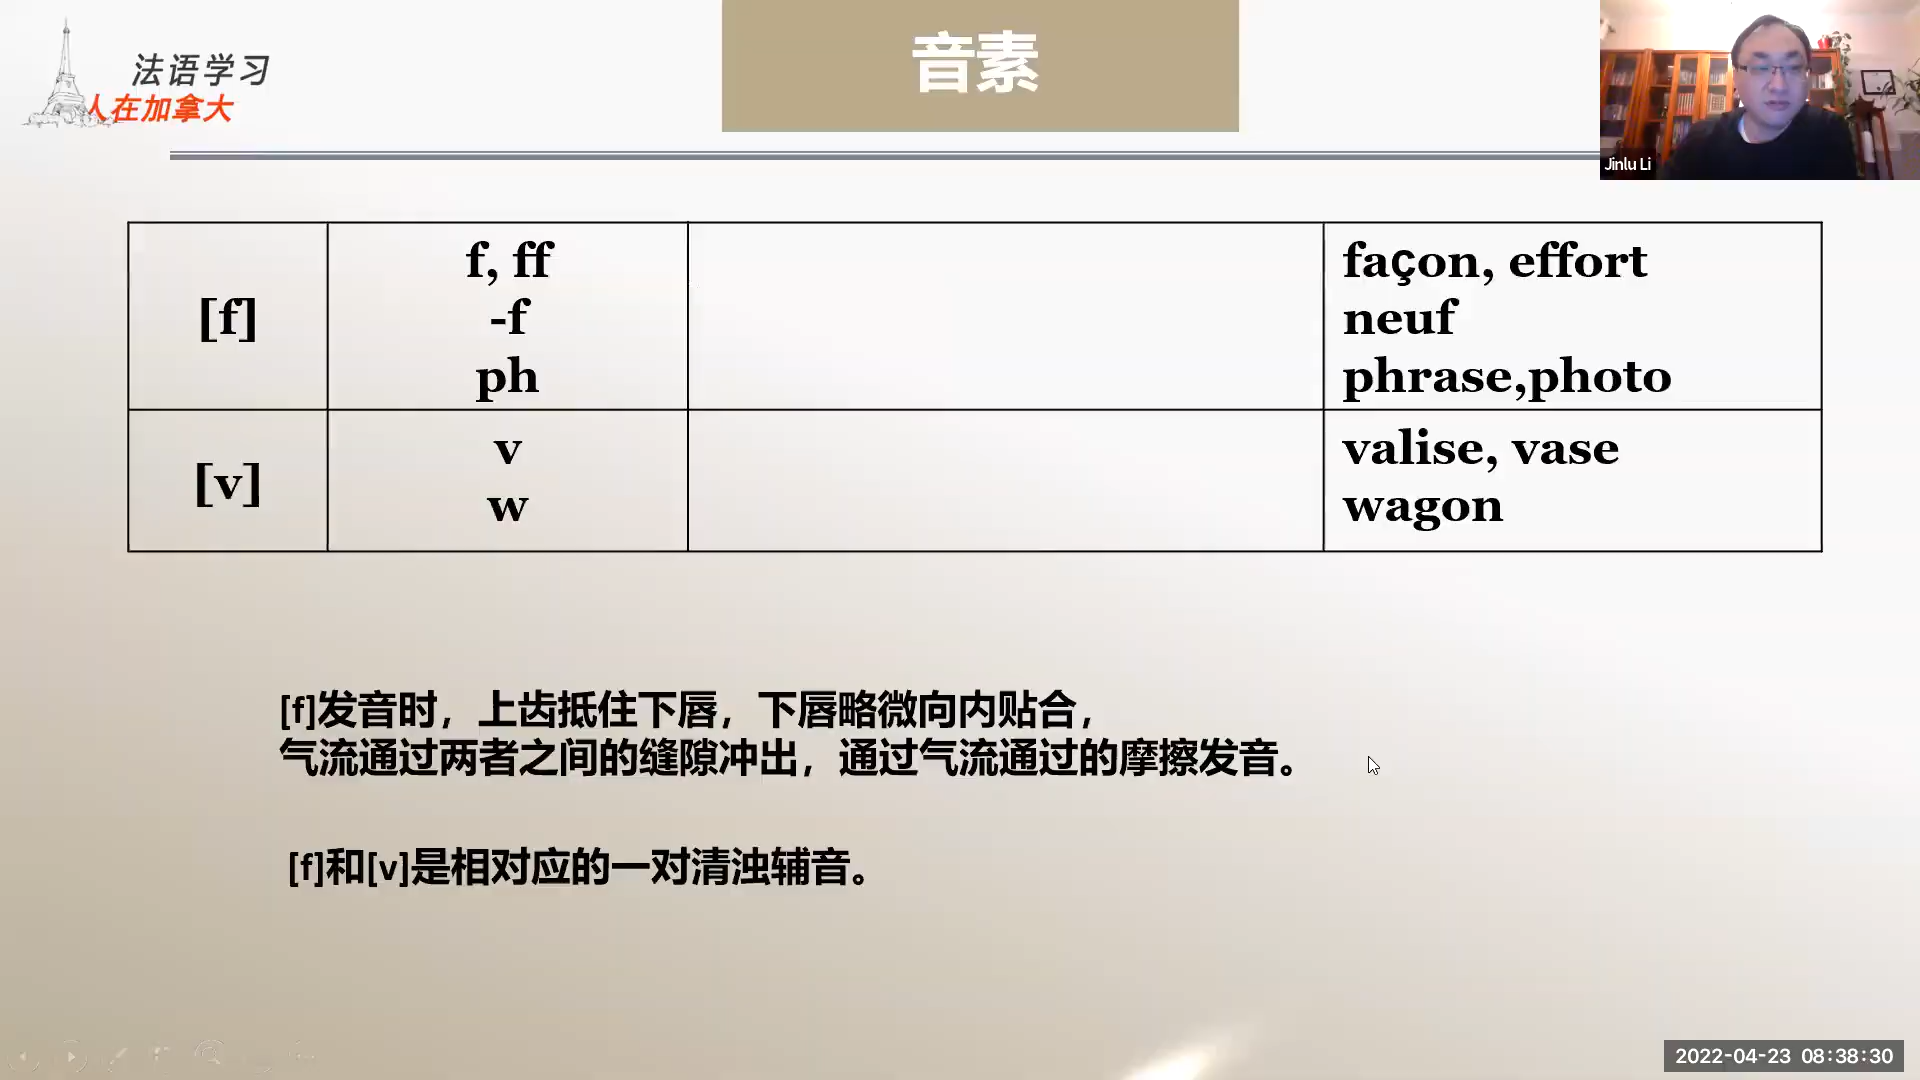 法语学习
人在加拿大
音素
Jinlu Li
[f]
f, ff
-f
ph
façon, effort
neuf
phrase,photo
[v]
v
w
valise, vase
wagon
[f]发音时，上齿抵住下唇，下唇略微向内贴合，
气流通过两者之间的缝隙冲出，通过气流通过的摩擦发音。
[f]和[v]是相对应的一对清浊辅音。
2022-04-23 08:38:30